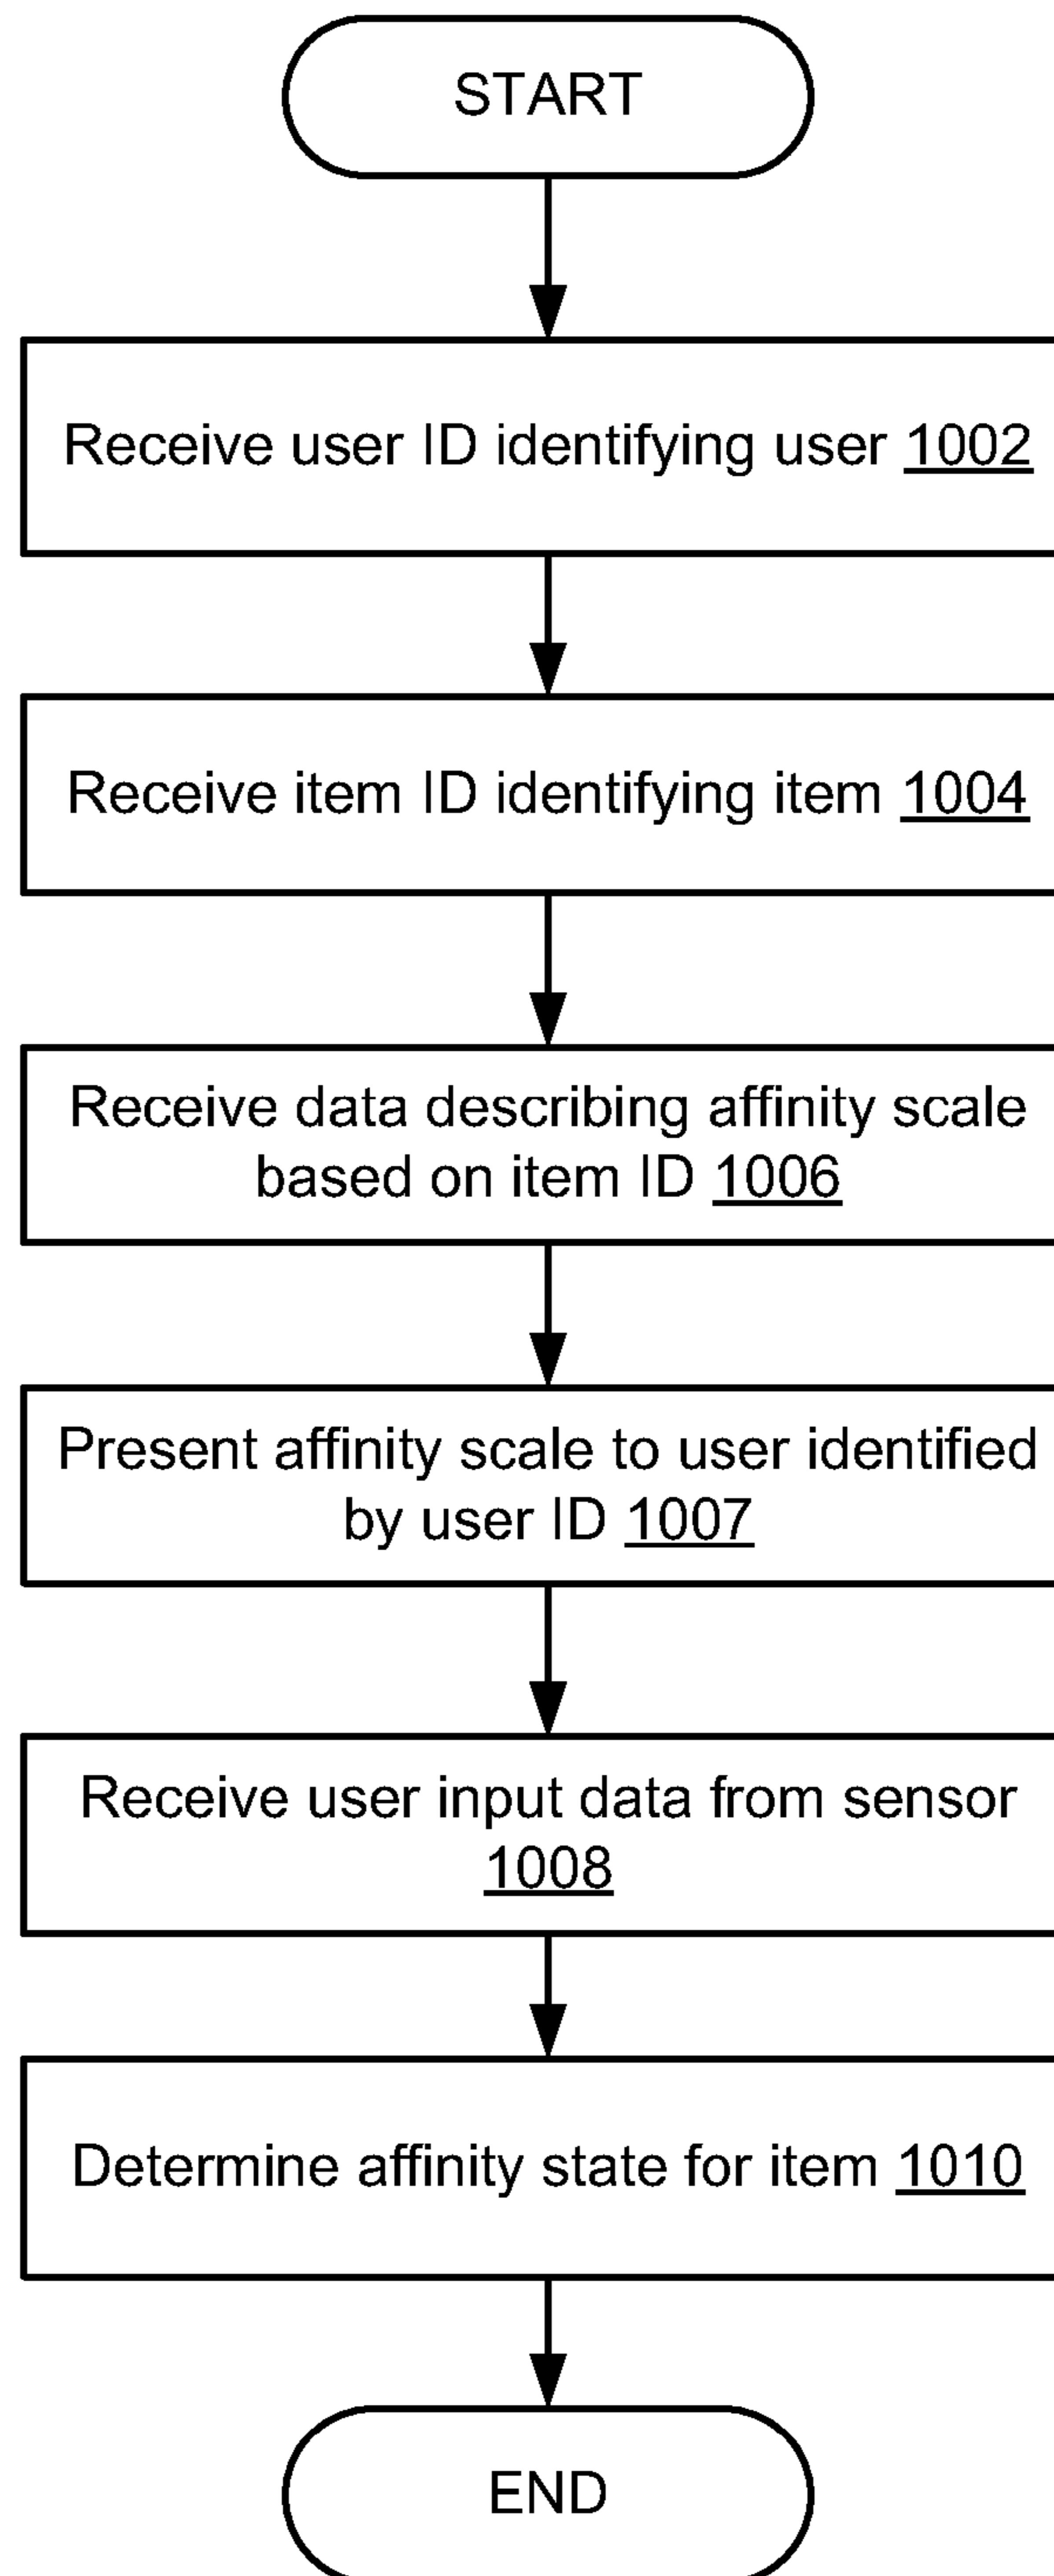 START
Receive user ID identifying user 1002
Receive item ID identifying item 1004
Receive data describing affinity scale
based on item ID 1006
Present affinity scale to user identified
by user ID 1007
Receive user input data from sensor
1008
Determine affinity state for item 1010
END